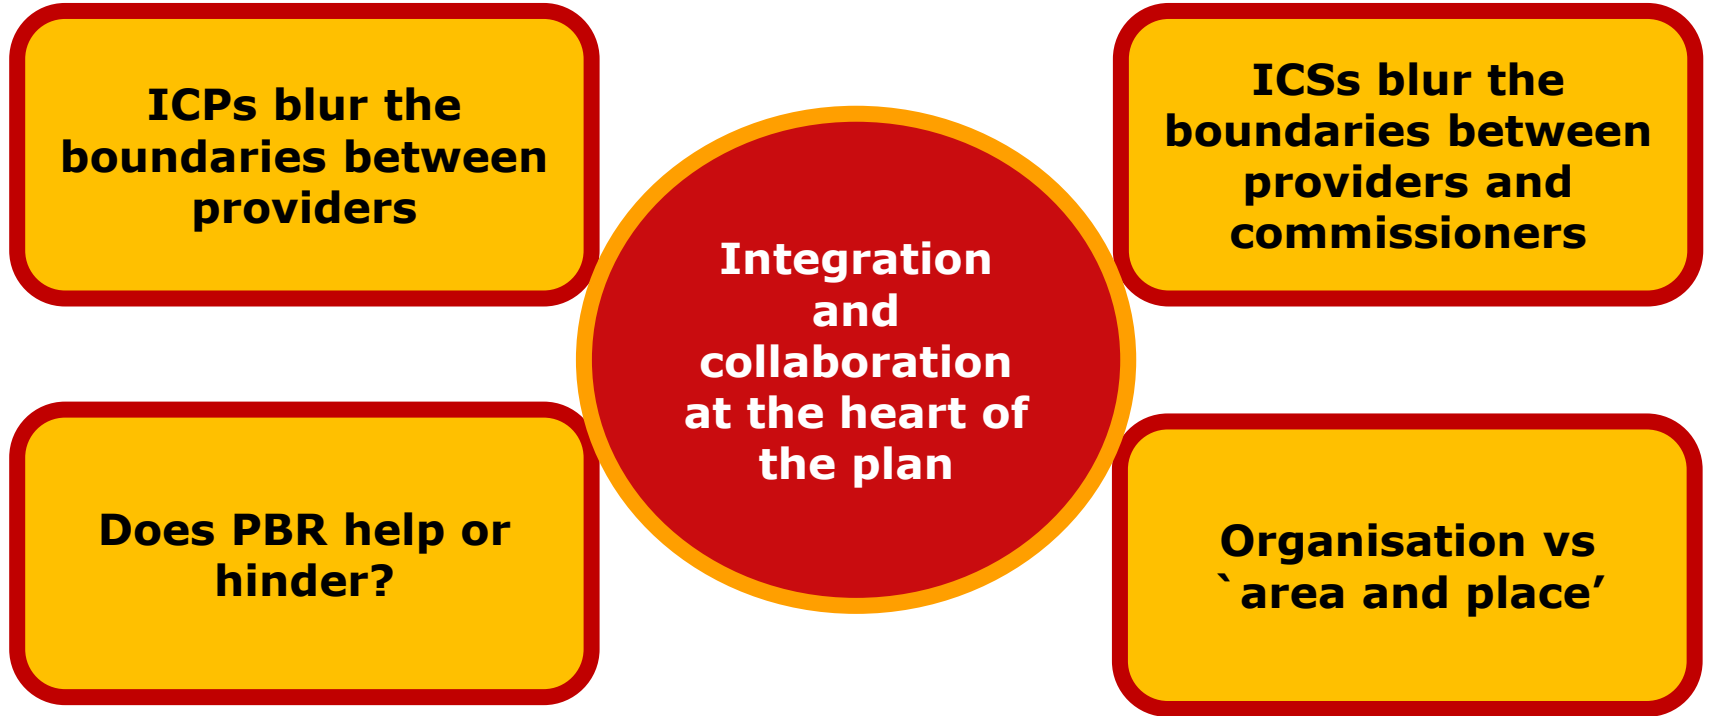 ICPs blur the
boundaries between
providers
ICSs blur the
boundaries between
providers and
commissioners
Integration
and
collaboration
at the heart of
the plan
Does PBR help or
hinder?
Organisation vs
`area and place’